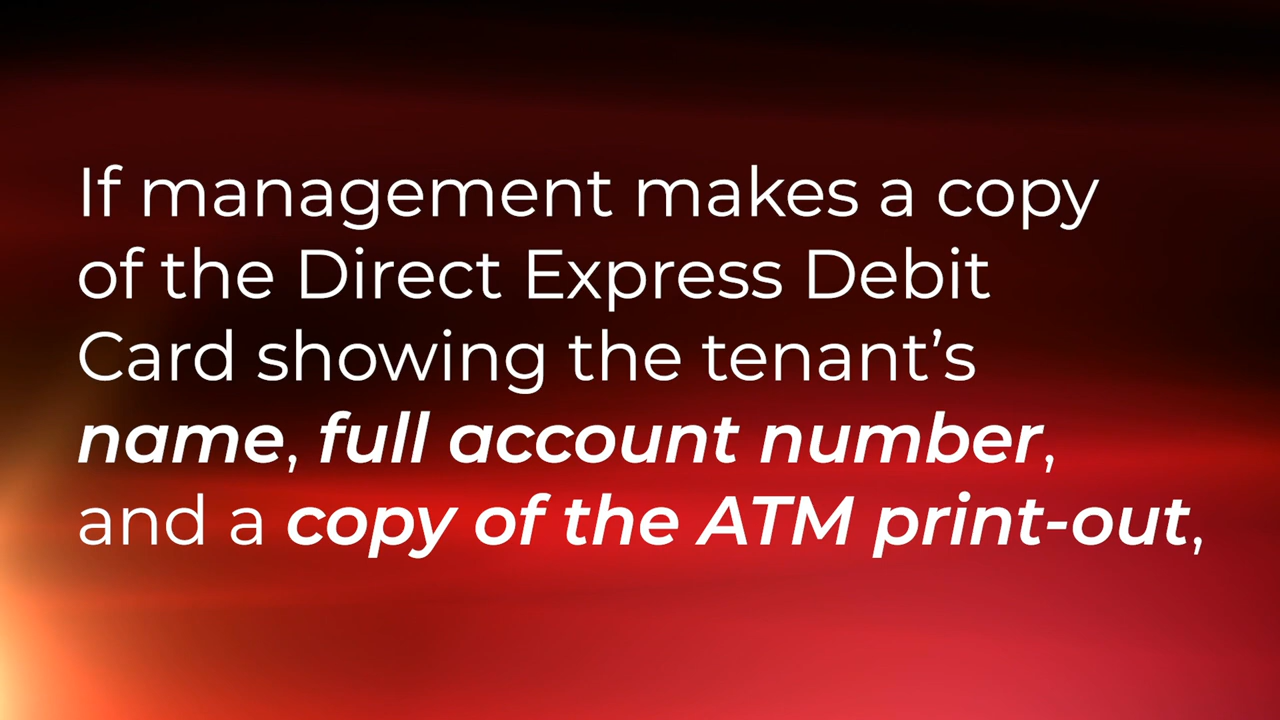 If management makes a copy
of the Direct Express Debit
Card showing the tenant’s
name, full account number,
and a copy of the ATM print-out,